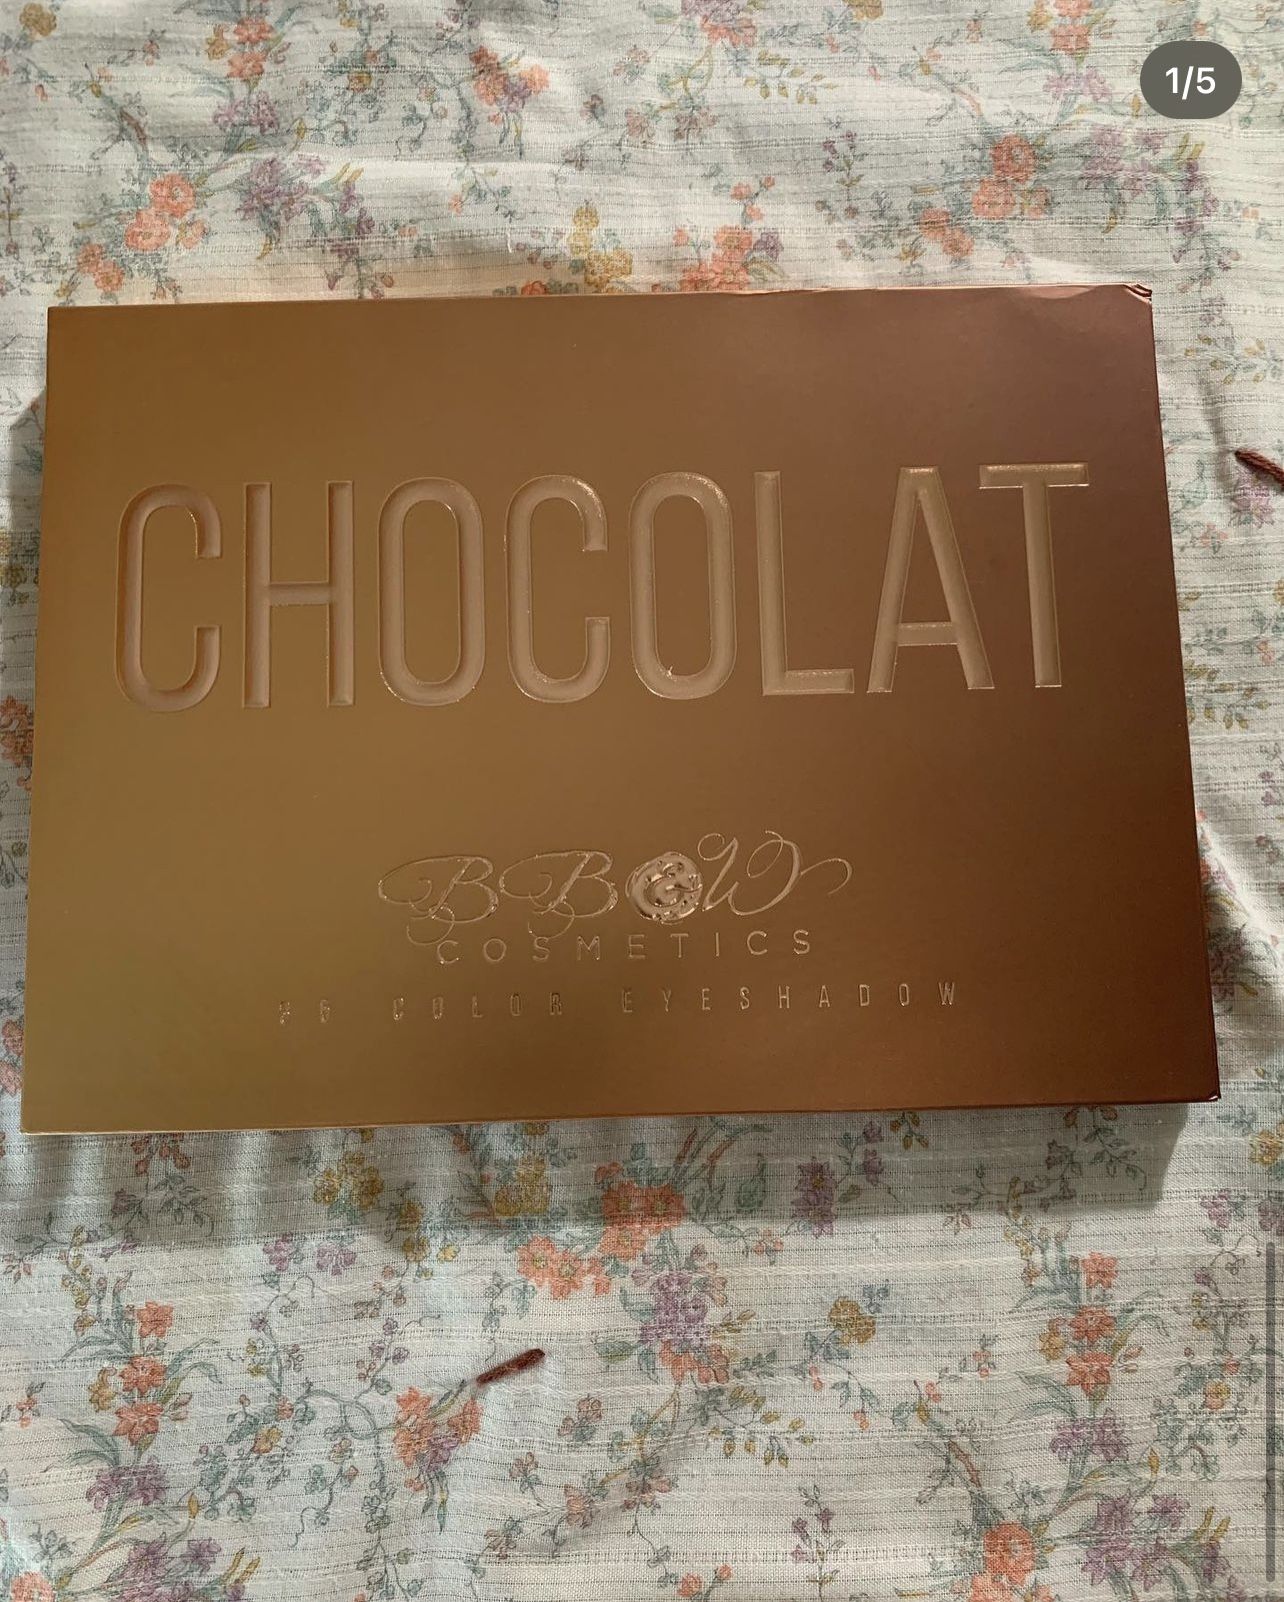 1/5
CHOCOLAT
BB&W
COSMETICS
COLOR EYESHADOW